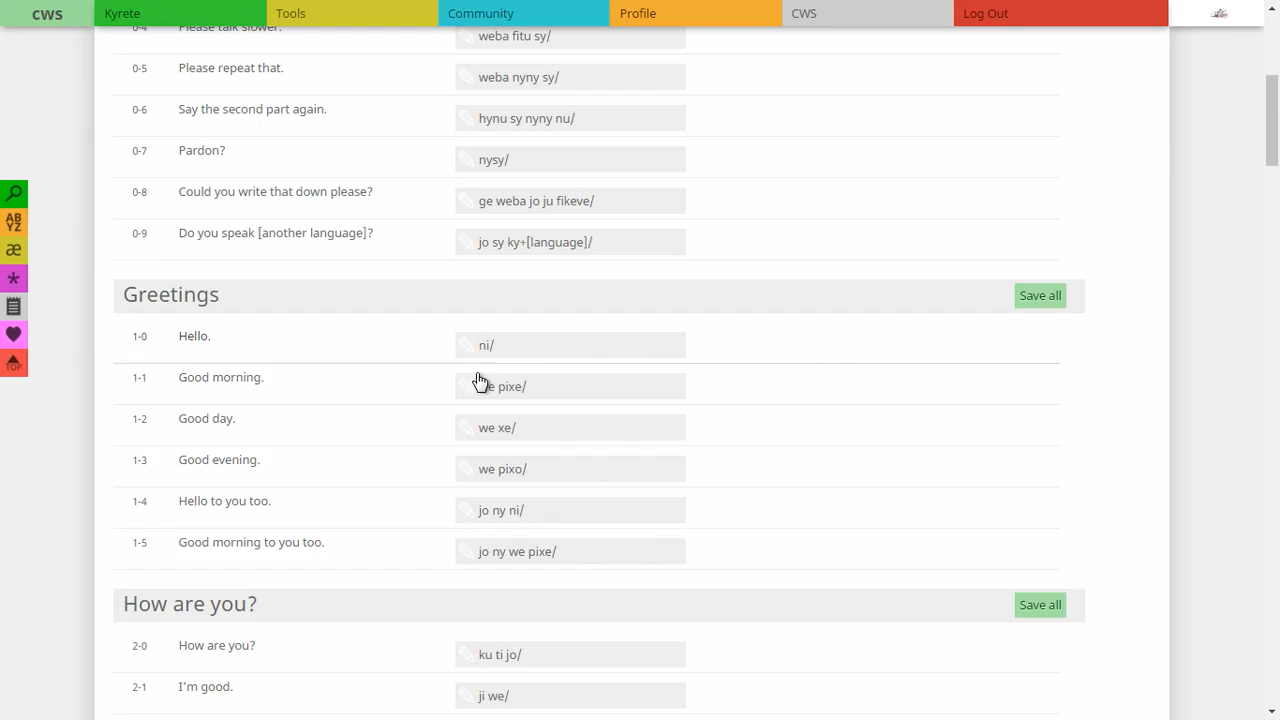 CWS Kyrete Tools Community Profile CWS Log Out
0-4 Please talk slower. weba fitu sy/
0-5 Please repeat that. weba nyny sy/
0-6 Say the second part again. hynu sy nyny nu/
0-7 Pardon? nysy/
0-8 Could you write that down please? ge weba jo ju fikeve/
0-9 Do you speak [another language]? jo sy ky+[language]/
AB
YZ
æ
*
TOP
Greetings Save all
1-0 Hello. ni/
1-1 Good morning. pixe/
1-2 Good day. we xe/
1-3 Good evening. we pixo/
1-4 Hello to you too. jo ny ni/
1-5 Good morning to you too. jo ny we pixe/
How are you? Save all
2-0 How are you? ku ti jo/
2-1 I'm good. ji we/